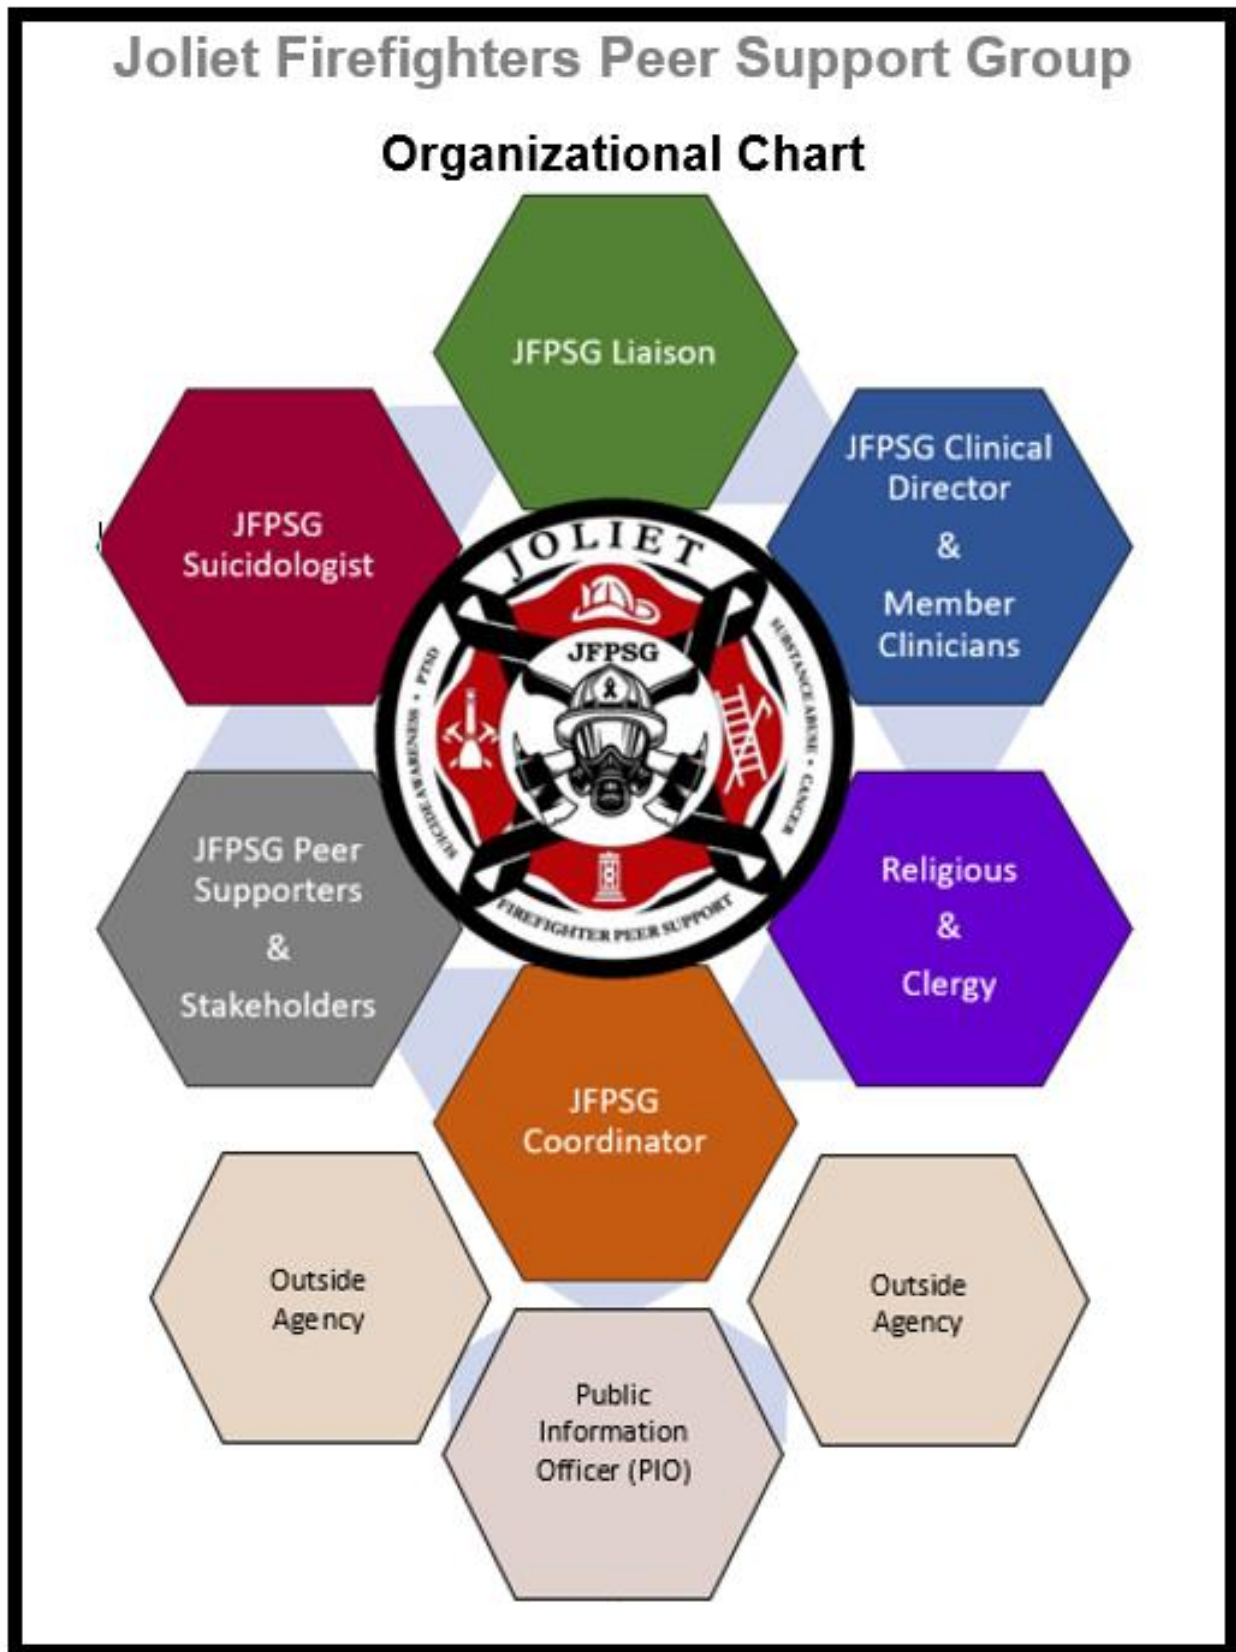 Joliet Firefighters Peer Support Group
Organizational Chart
JFPSG Liaison
JFPSG Clinical
Director
&
Member
Clinicians
JFPSG
Suicidologist
JOLIET
JFPSG
SUICIDE AWARENESS • PTSD
SUBSTANCE ABUSE • CANCER
FIREFIGHTER PEER SUPPORT
JFPSG Peer
Supporters
&
Stakeholders
Religious
&
Clergy
JFPSG
Coordinator
Outside
Agency
Outside
Agency
Public
Information
Officer (PIO)